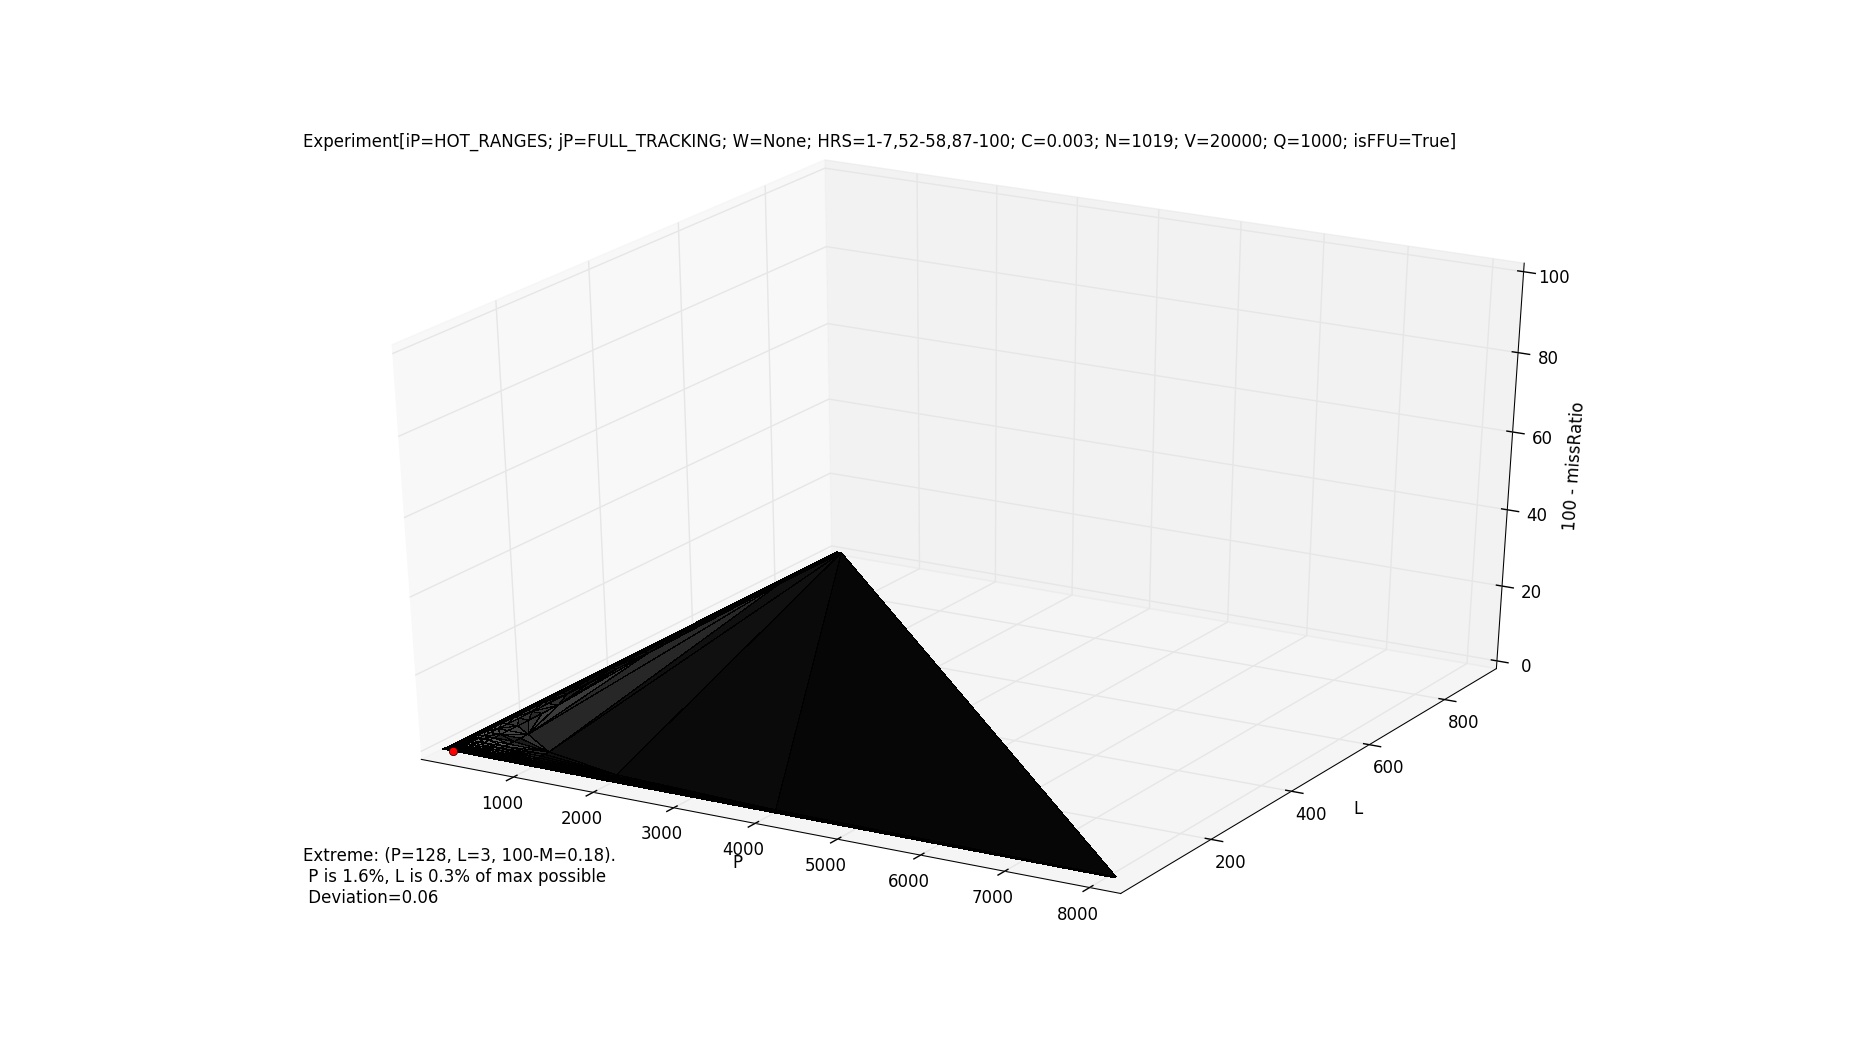 Experiment[iP=HOT_RANGES; jP=FULL_TRACKING; W=None; HRS=1-7,52-58,87-100; C=0.003; N=1019; V=20000; Q=1000; isFFU=True]
100
80
60
40
20
0
100 - missRatio
800
600
400
200
L
1000
2000
3000
4000
5000
6000
7000
8000
P
Extreme: (P=128, L=3, 100-M=0.18).
P is 1.6%, L is 0.3% of max possible
Deviation=0.06